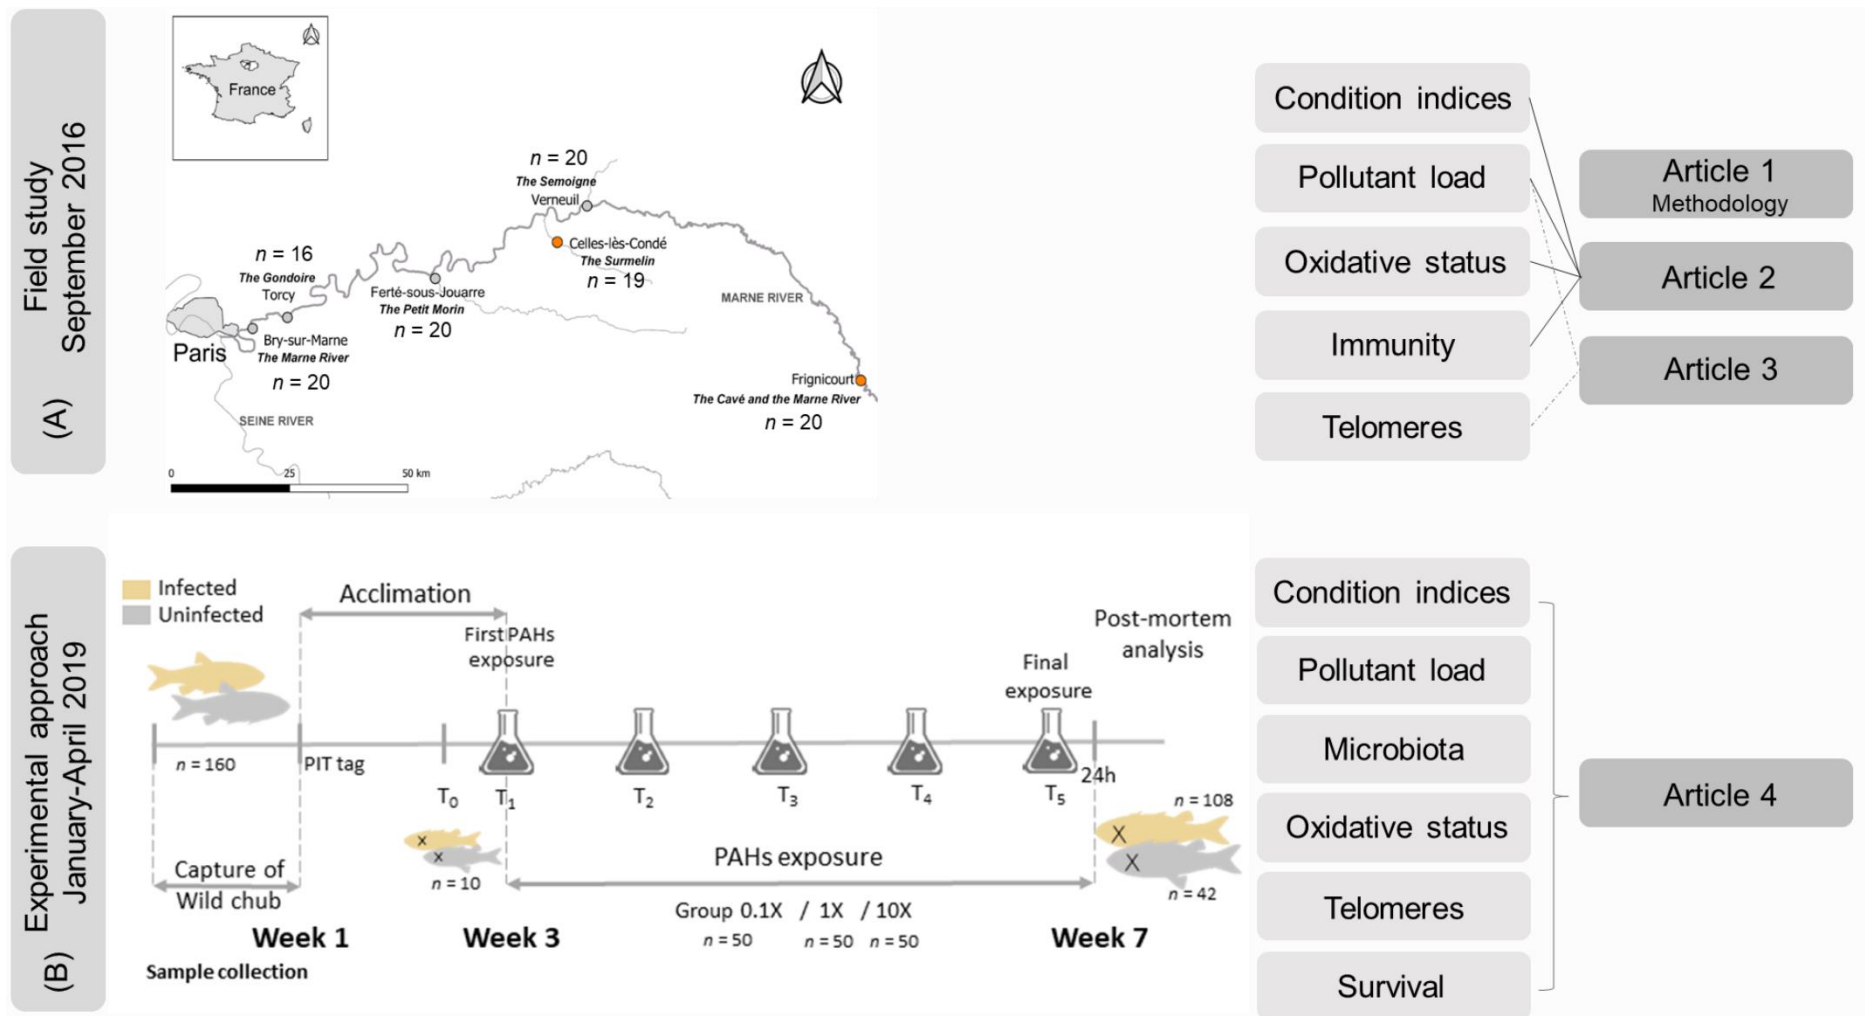 Field study
September 2016
(A)
France
n = 20
The Semoigne
Verneuil
Celles-lès-Condé
The Surmelin
n = 19
n = 16
The Gondoire
Torcy
Ferté-sous-Jouarre
The Petit Morin
n = 20
MARNE RIVER
Paris
Bry-sur-Marne
The Marne River
n = 20
Frignicourt
The Cavé and the Marne River
n = 20
SEINE RIVER
0 25 50 km
Condition indices
Pollutant load
Oxidative status
Immunity
Telomeres
Article 1
Methodology
Article 2
Article 3
Experimental approach
January-April 2019
(B)
Infected
Uninfected
Acclimation
First PAHs
exposure
Final
exposure
Post-mortem
analysis
n = 160
PIT tag
24h
T0 T1 T2 T3 T4 T5
n = 108
n = 10
X
X
X
X
n = 42
Capture of
Wild chub
PAHs exposure
Group 0.1X / 1X / 10X
n = 50 n = 50 n = 50
Week 1 Week 3 Week 7
Sample collection
Condition indices
Pollutant load
Microbiota
Oxidative status
Telomeres
Survival
Article 4